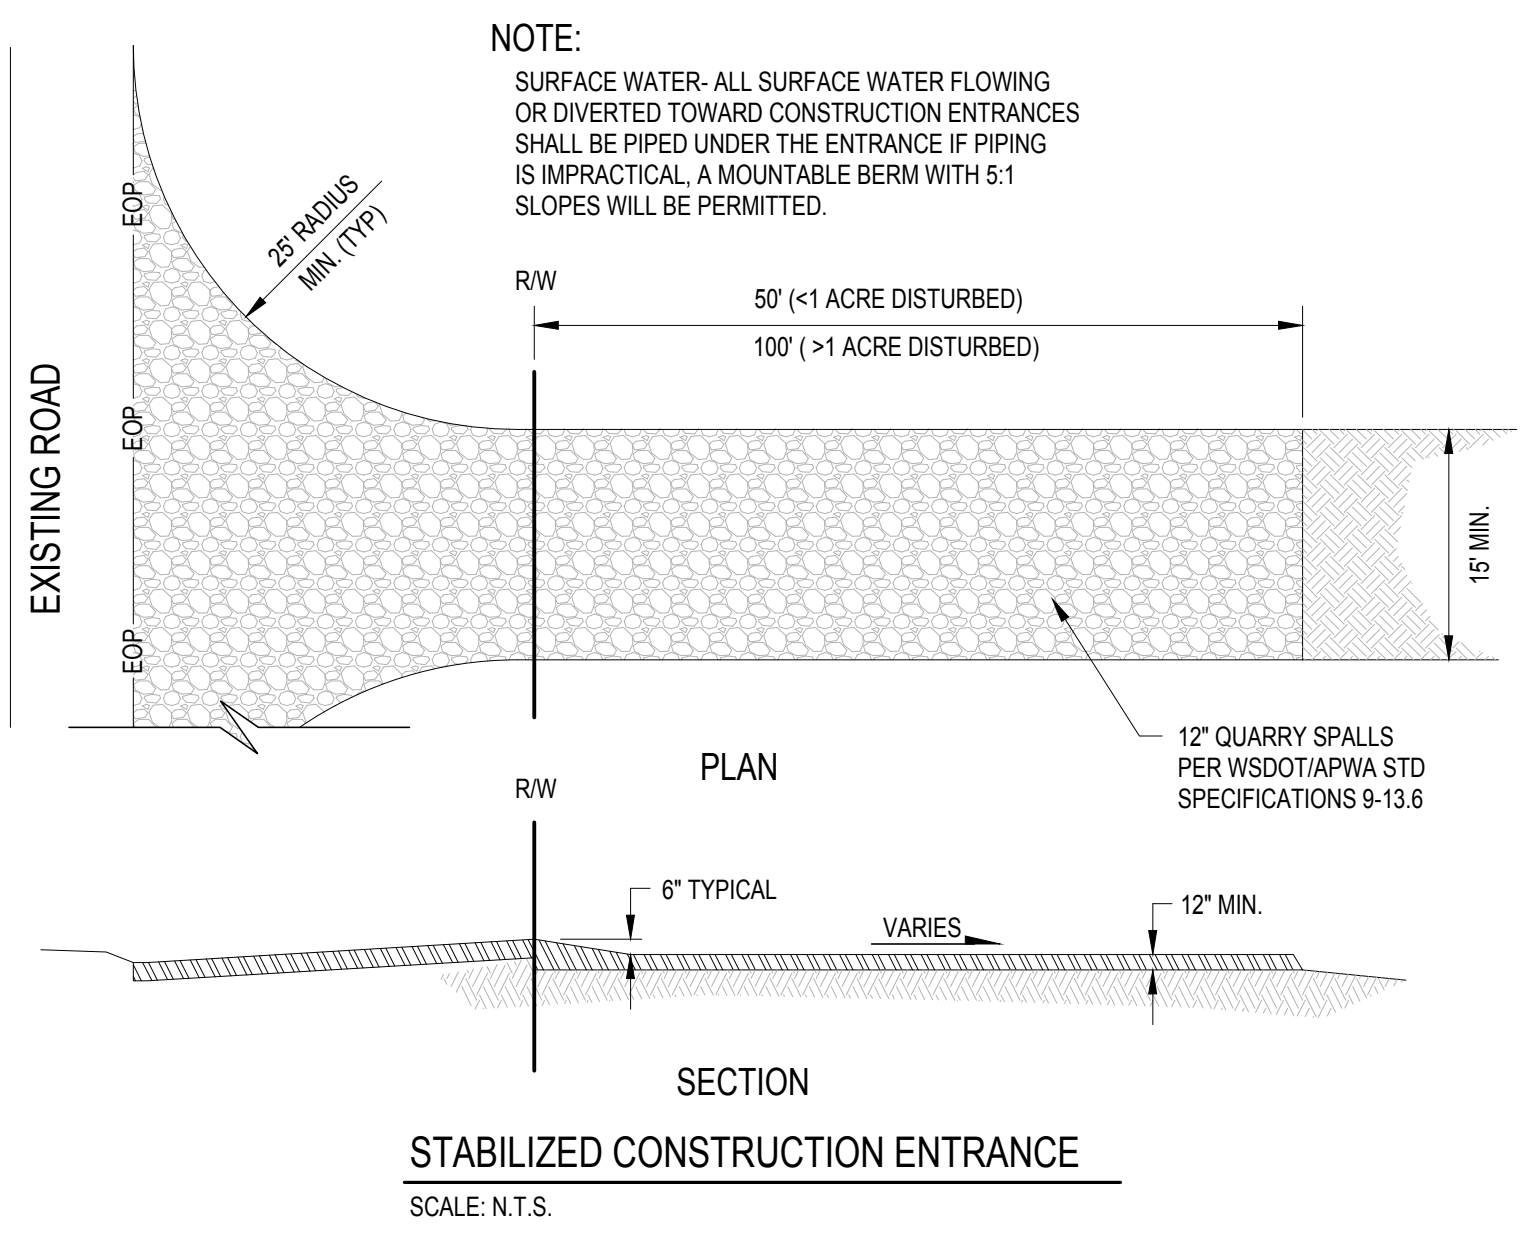 NOTE:
SURFACE WATER- ALL SURFACE WATER FLOWING
OR DIVERTED TOWARD CONSTRUCTION ENTRANCES
SHALL BE PIPED UNDER THE ENTRANCE IF PIPING
IS IMPRACTICAL, A MOUNTABLE BERM WITH 5:1
SLOPES WILL BE PERMITTED.
EOP
25' RADIUS
MIN. (TYP)
R/W
50' (<1 ACRE DISTURBED)
100' ( >1 ACRE DISTURBED)
EXISTING ROAD
EOP
15' MIN.
EOP
12" QUARRY SPALLS
PER WSDOT/APWA STD
SPECIFICATIONS 9-13.6
PLAN
R/W
6" TYPICAL
VARIES
12" MIN.
SECTION
STABILIZED CONSTRUCTION ENTRANCE
SCALE: N.T.S.